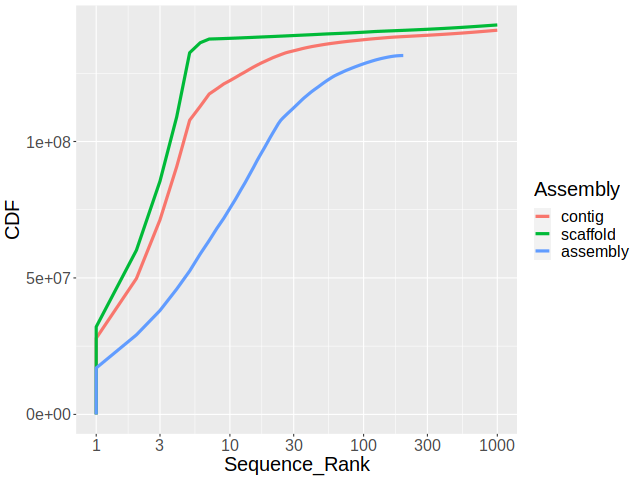 CDF
1e+08
5e+07
0e+00
1 3 10 30 100 300 1000
Sequence_Rank
Assembly
contig
scaffold
assembly